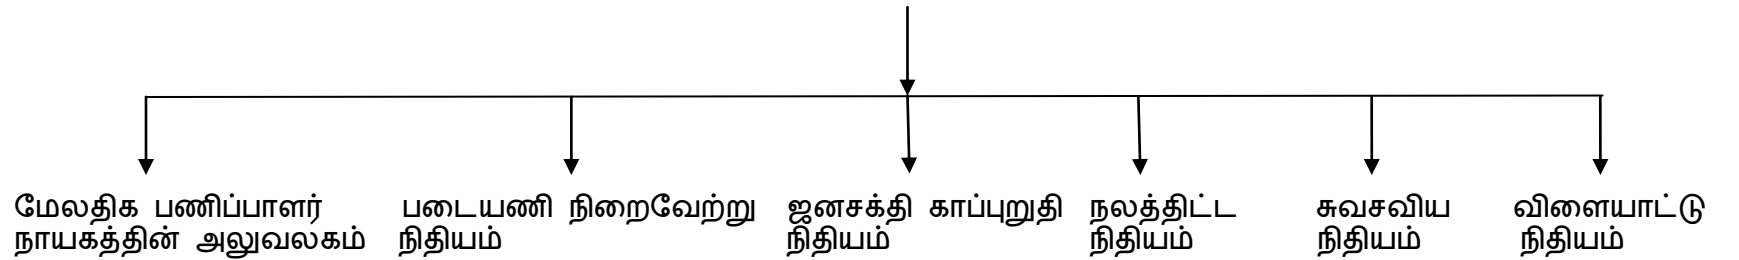 மேலதிக பணிப்பாளர்
நாயகத்தின் அலுவலகம்
படையணி நிறைவேற்று
நிதியம்
ஜனசக்தி காப்புறுதி
நிதியம்
நலத்திட்ட
நிதியம்
சுவசவிய
நிதியம்
விளையாட்டு
நிதியம்